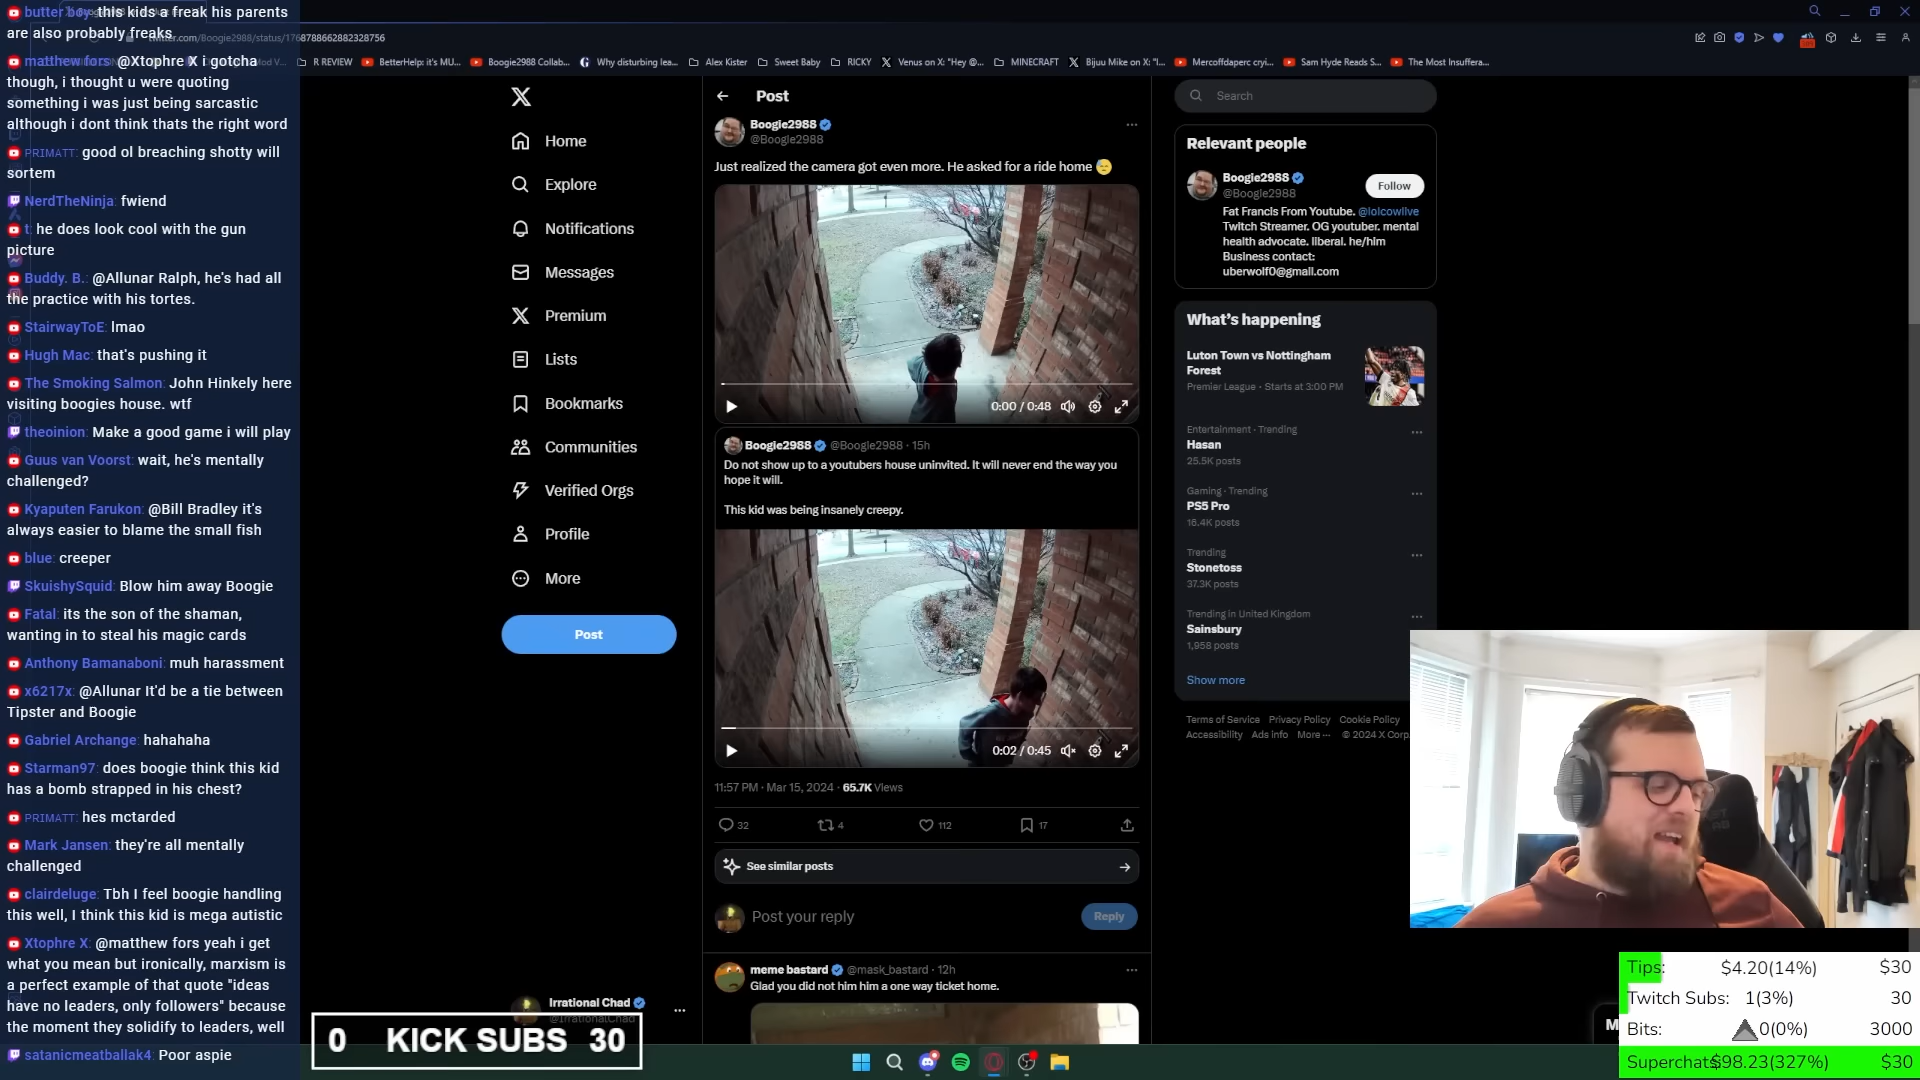 butter boy: this kids a freak his parents
are also probably freaks
matthew fors: @Xtophre X i gotcha
though, i thought u were quoting
something i was just being sarcastic
although i dont think thats the right word
PRIMATT: good ol breaching shotty will
sortem
NerdTheNinja: fwiend
t: he does look cool with the gun
picture
Buddy. B.: @Allunar Ralph, he's had all
the practice with his tortes.
StairwayToE: lmao
Hugh Mac: that's pushing it
The Smoking Salmon: John Hinkely here
visiting boogies house. wtf
theoinion: Make a good game i will play
Guus van Voorst: wait, he's mentally
challenged?
Kyaputen Farukon: @Bill Bradley it's
always easier to blame the small fish
blue: creeper
SkuishySquid: Blow him away Boogie
Fatal: its the son of the shaman,
wanting in to steal his magic cards
Anthony Bamanaboni: muh harassment
x6217x: @Allunar It'd be a tie between
Tipster and Boogie
Gabriel Archange: hahahaha
Starman97: does boogie think this kid
has a bomb strapped in his chest?
PRIMATT: hes mctarded
Mark Jansen: they're all mentally
challenged
clairdeluge: Tbh I feel boogie handling
this well, I think this kid is mega autistic
Xtophre X: @matthew fors yeah i get
what you mean but ironically, marxism is
a perfect example of that quote "ideas
have no leaders, only followers" because
the moment they solidify to leaders, well
satanicmeatballak4: Poor aspie
twitter.com/Boogie2988/status/1768788662882328756
R REVIEW
BetterHelp: it's MU...
Boogie2988 Collab...
Why disturbing lea...
Alex Kister
Sweet Baby
RICKY
Venus on X: "Hey @...
MINECRAFT
Bijuu Mike on X: "I...
Mercoffdaperc cryi...
Sam Hyde Reads S...
The Most Insuffera...
Home
Explore
Notifications
Messages
Premium
Lists
Bookmarks
Communities
Verified Orgs
Profile
More
Post
Irrational Chad
@IrrationalChad
0 KICK SUBS 30
Post
Boogie2988
@Boogie2988
Just realized the camera got even more. He asked for a ride home
0:00 / 0:48
Boogie2988 @Boogie2988 · 15h
Do not show up to a youtubers house uninvited. It will never end the way you
hope it will.
This kid was being insanely creepy.
0:02 / 0:45
11:57 PM · Mar 15, 2024 · 65.7K Views
32
4
112
17
See similar posts
Post your reply
Reply
meme bastard @mask_bastard · 12h
Glad you did not him him a one way ticket home.
Search
Relevant people
Boogie2988
@Boogie2988
Follow
Fat Francis From Youtube. @lolcowlive
Twitch Streamer. OG youtuber. mental
health advocate. liberal. he/him
Business contact:
uberwolf0@gmail.com
What's happening
Luton Town vs Nottingham
Forest
Premier League · Starts at 3:00 PM
Entertainment · Trending
Hasan
25.5K posts
Gaming · Trending
PS5 Pro
16.4K posts
Trending
Stonetoss
37.3K posts
Trending in United Kingdom
Sainsbury
1,958 posts
Show more
Terms of Service Privacy Policy Cookie Policy
Accessibility Ads info More ··· © 2024 X Corp.
Tips: $4.20(14%) $30
Twitch Subs: 1(3%) 30
Bits: 0(0%) 3000
Superchats $98.23(327%) $30